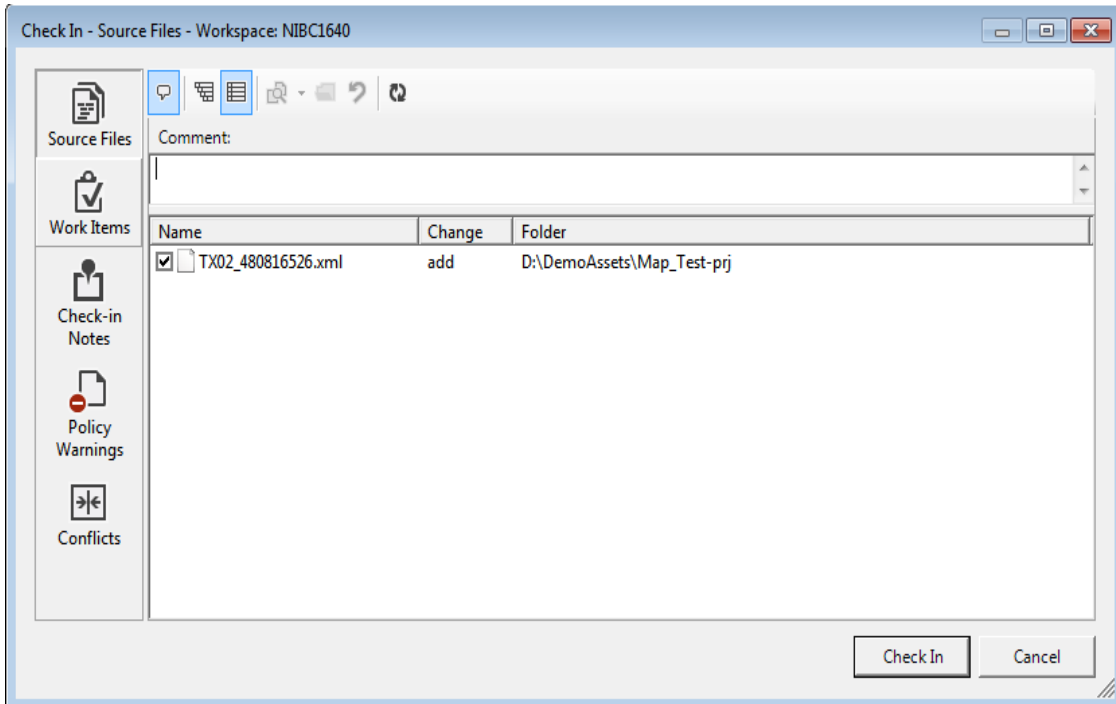 Check In - Source Files - Workspace: NIBC1640
Source Files
Comment:
Work Items
Name Change Folder
TX02_480816526.xml add D:\DemoAssets\Map_Test-prj
Check-in
Notes
Policy
Warnings
Conflicts
Check In Cancel